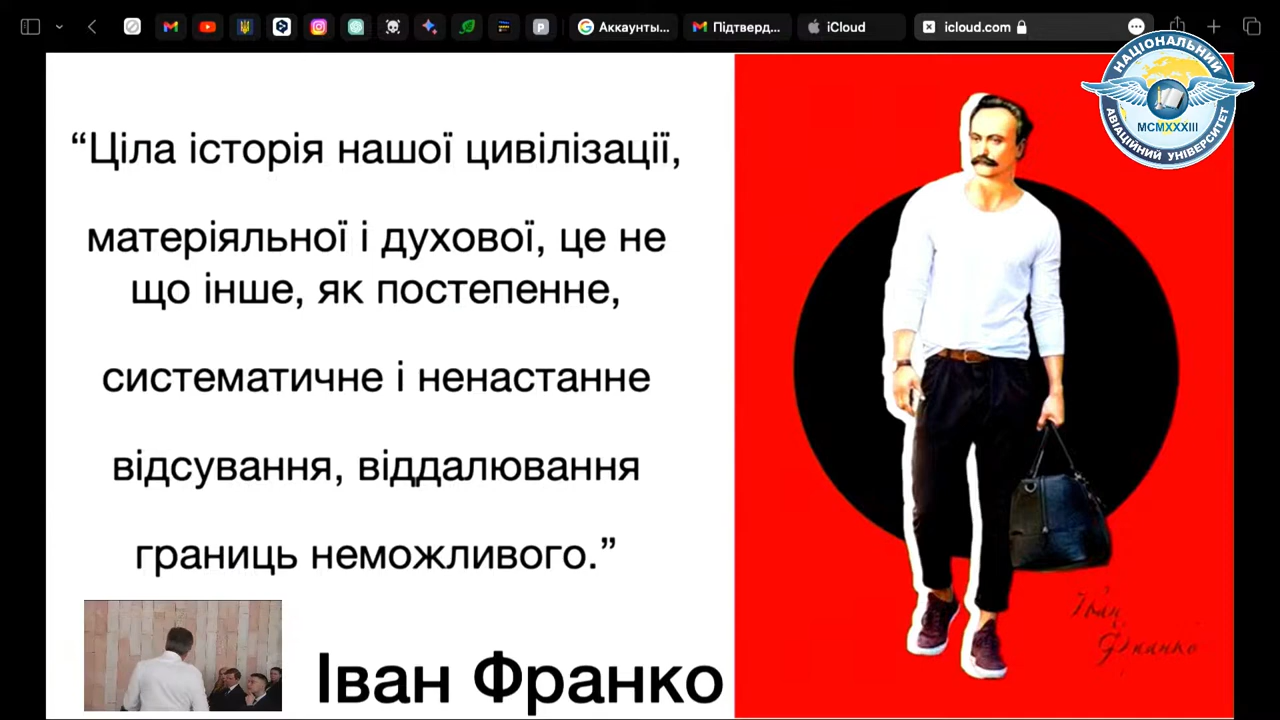 Аккаунты...
Підтверд...
iCloud
icloud.com
НАЦІОНАЛЬНИЙ
MCMXXXIII
АВІАЦІЙНИЙ УНІВЕРСИТЕТ
“Ціла історія нашої цивілізації,
матеріяльної і духової, це не
що інше, як постепенне,
систематичне і ненастанне
відсування, віддалювання
границь неможливого.”
Іван Франко
Іван
Франко